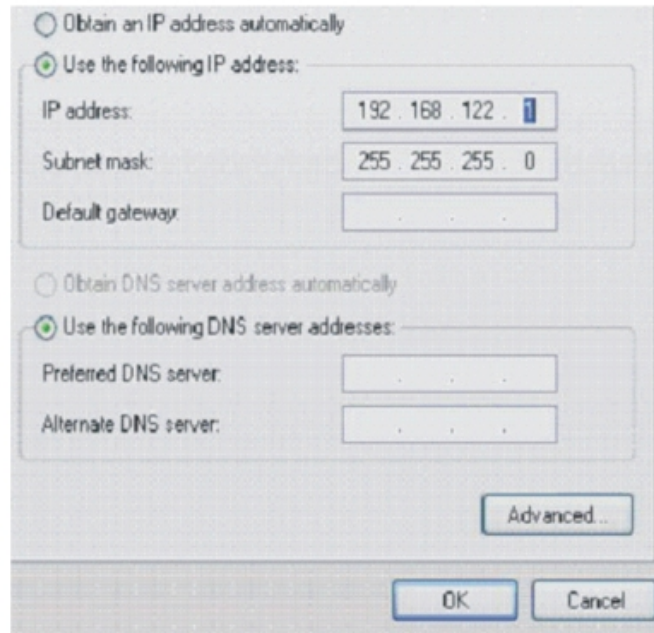 Obtain an IP address automatically
Use the following IP address:
IP address: 192 . 168 . 122 . 1
Subnet mask: 255 . 255 . 255 . 0
Default gateway: . . .
Obtain DNS server address automatically
Use the following DNS server addresses:
Preferred DNS server: . . .
Alternate DNS server: . . .
Advanced...
OK Cancel